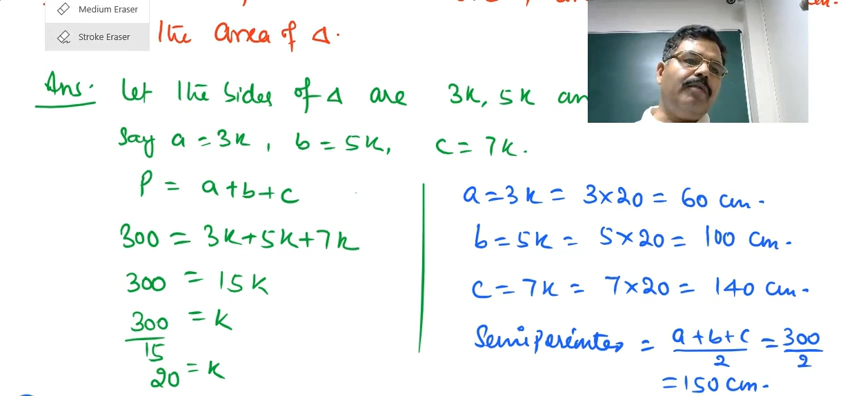 Medium Eraser
Stroke Eraser
the area of Δ.
Ans. let the sides of Δ are 3k, 5k an
Say a = 3k, b = 5k, c = 7k.
P = a+b+c
300 = 3k+5k+7k
300 = 15k
300/15 = k
20 = k
a = 3k = 3×20 = 60 cm.
b = 5k = 5×20 = 100 cm.
c = 7k = 7×20 = 140 cm.
Semiperimter = a+b+c/2 = 300/2
= 150 cm.